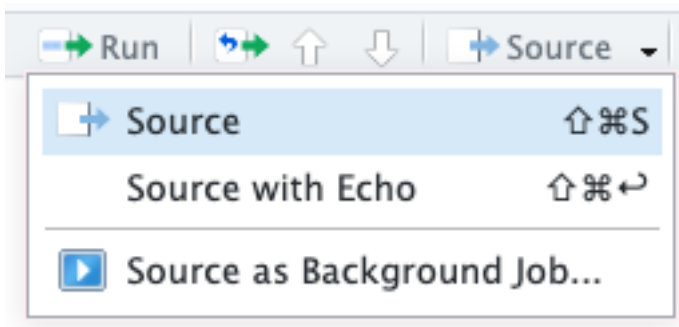 Run Source
Source ⇧⌘S
Source with Echo ⇧⌘↩
Source as Background Job...